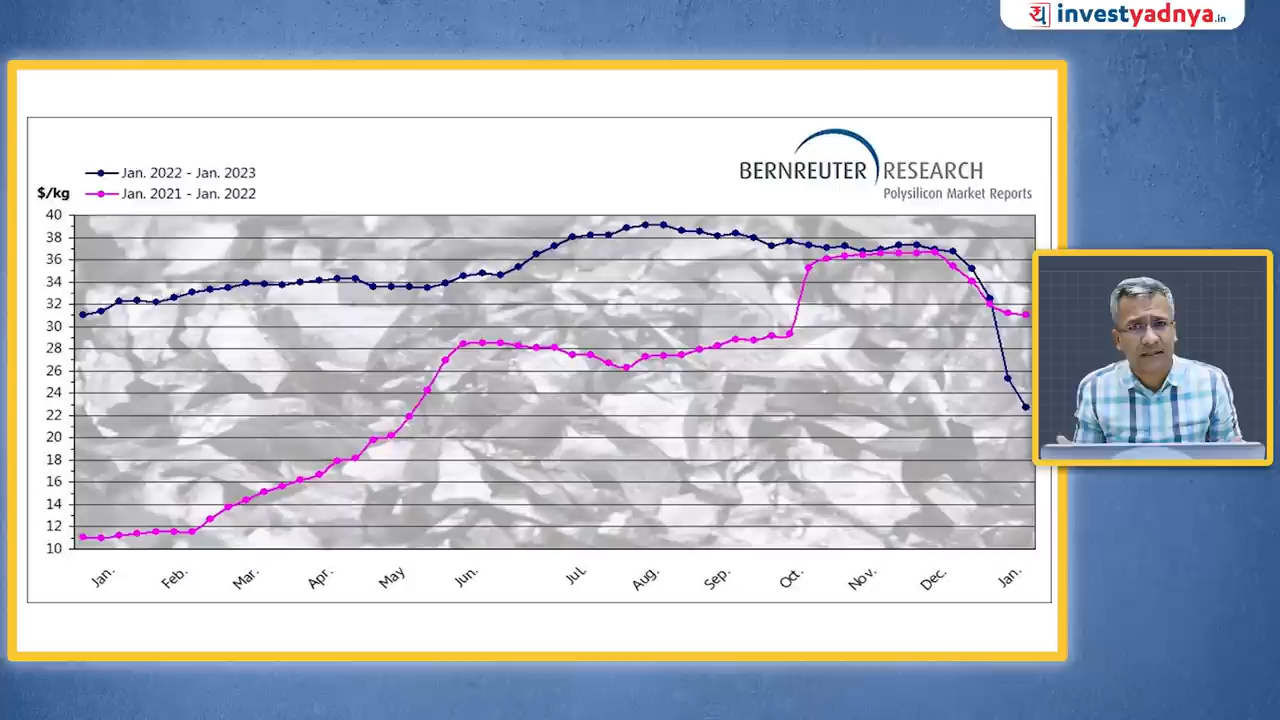 यज्ञ investyadnya.in
BERNREUTER RESEARCH
Polysilicon Market Reports
Jan. 2022 - Jan. 2023
Jan. 2021 - Jan. 2022
$/kg
40
38
36
34
32
30
28
26
24
22
20
18
16
14
12
10
Jan. Feb. Mar. Apr. May Jun. Jul. Aug. Sep. Oct. Nov. Dec. Jan.